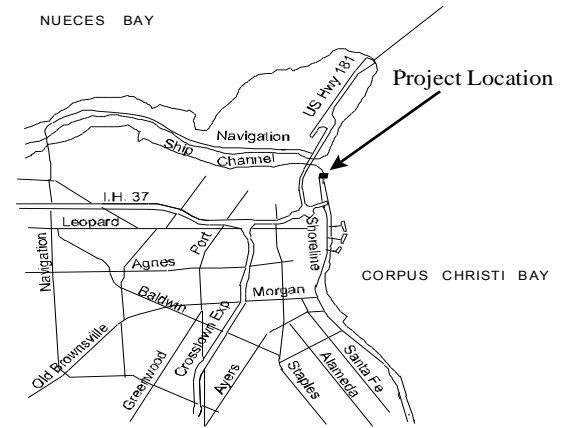 NUECES BAY
US Hwy 181
Project Location
Navigation
Ship Channel
I.H. 37
Leopard
Port
Shoreline
Navigation
Agnes
CORPUS CHRISTI BAY
Baldwin
Morgan
Crosstown Exp
Old Brownsville
Greenwood
Ayers
Staples
Alameda
Santa Fe